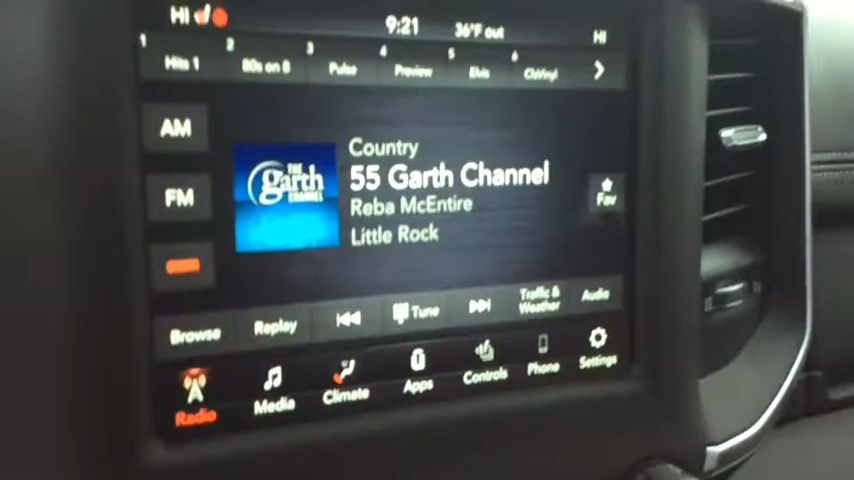 HI
9:21
36°F out
HI
1 Hits 1
2 80s on 8
3 Pulse
4 Preview
5 Elvis
6
AM
FM
THE
garth
CHANNEL
Country
55 Garth Channel
Reba McEntire
Little Rock
Fav
Browse
Replay
Tune
Traffic &
Weather
Audio
Radio
Media
Climate
Apps
Controls
Phone
Settings